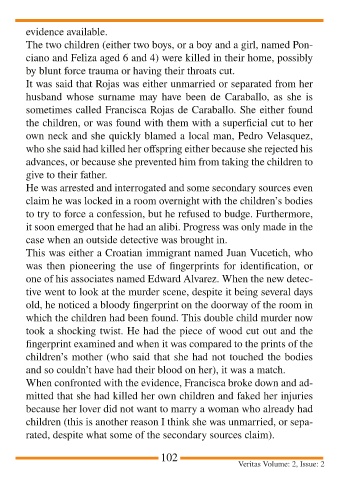 evidence available.
The two children (either two boys, or a boy and a girl, named Pon-
ciano and Feliza aged 6 and 4) were killed in their home, possibly
by blunt force trauma or having their throats cut.
It was said that Rojas was either unmarried or separated from her
husband whose surname may have been de Caraballo, as she is
sometimes called Francisca Rojas de Caraballo. She either found
the children, or was found with them with a superficial cut to her
own neck and she quickly blamed a local man, Pedro Velasquez,
who she said had killed her offspring either because she rejected his
advances, or because she prevented him from taking the children to
give to their father.
He was arrested and interrogated and some secondary sources even
claim he was locked in a room overnight with the children's bodies
to try to force a confession, but he refused to budge. Furthermore,
it soon emerged that he had an alibi. Progress was only made in the
case when an outside detective was brought in.
This was either a Croatian immigrant named Juan Vucetich, who
was then pioneering the use of fingerprints for identification, or
one of his associates named Edward Alvarez. When the new detec-
tive went to look at the murder scene, despite it being several days
old, he noticed a bloody fingerprint on the doorway of the room in
which the children had been found. This double child murder now
took a shocking twist. He had the piece of wood cut out and the
fingerprint examined and when it was compared to the prints of the
children's mother (who said that she had not touched the bodies
and so couldn't have had their blood on her), it was a match.
When confronted with the evidence, Francisca broke down and ad-
mitted that she had killed her own children and faked her injuries
because her lover did not want to marry a woman who already had
children (this is another reason I think she was unmarried, or sepa-
rated, despite what some of the secondary sources claim).
102
Veritas Volume: 2, Issue: 2